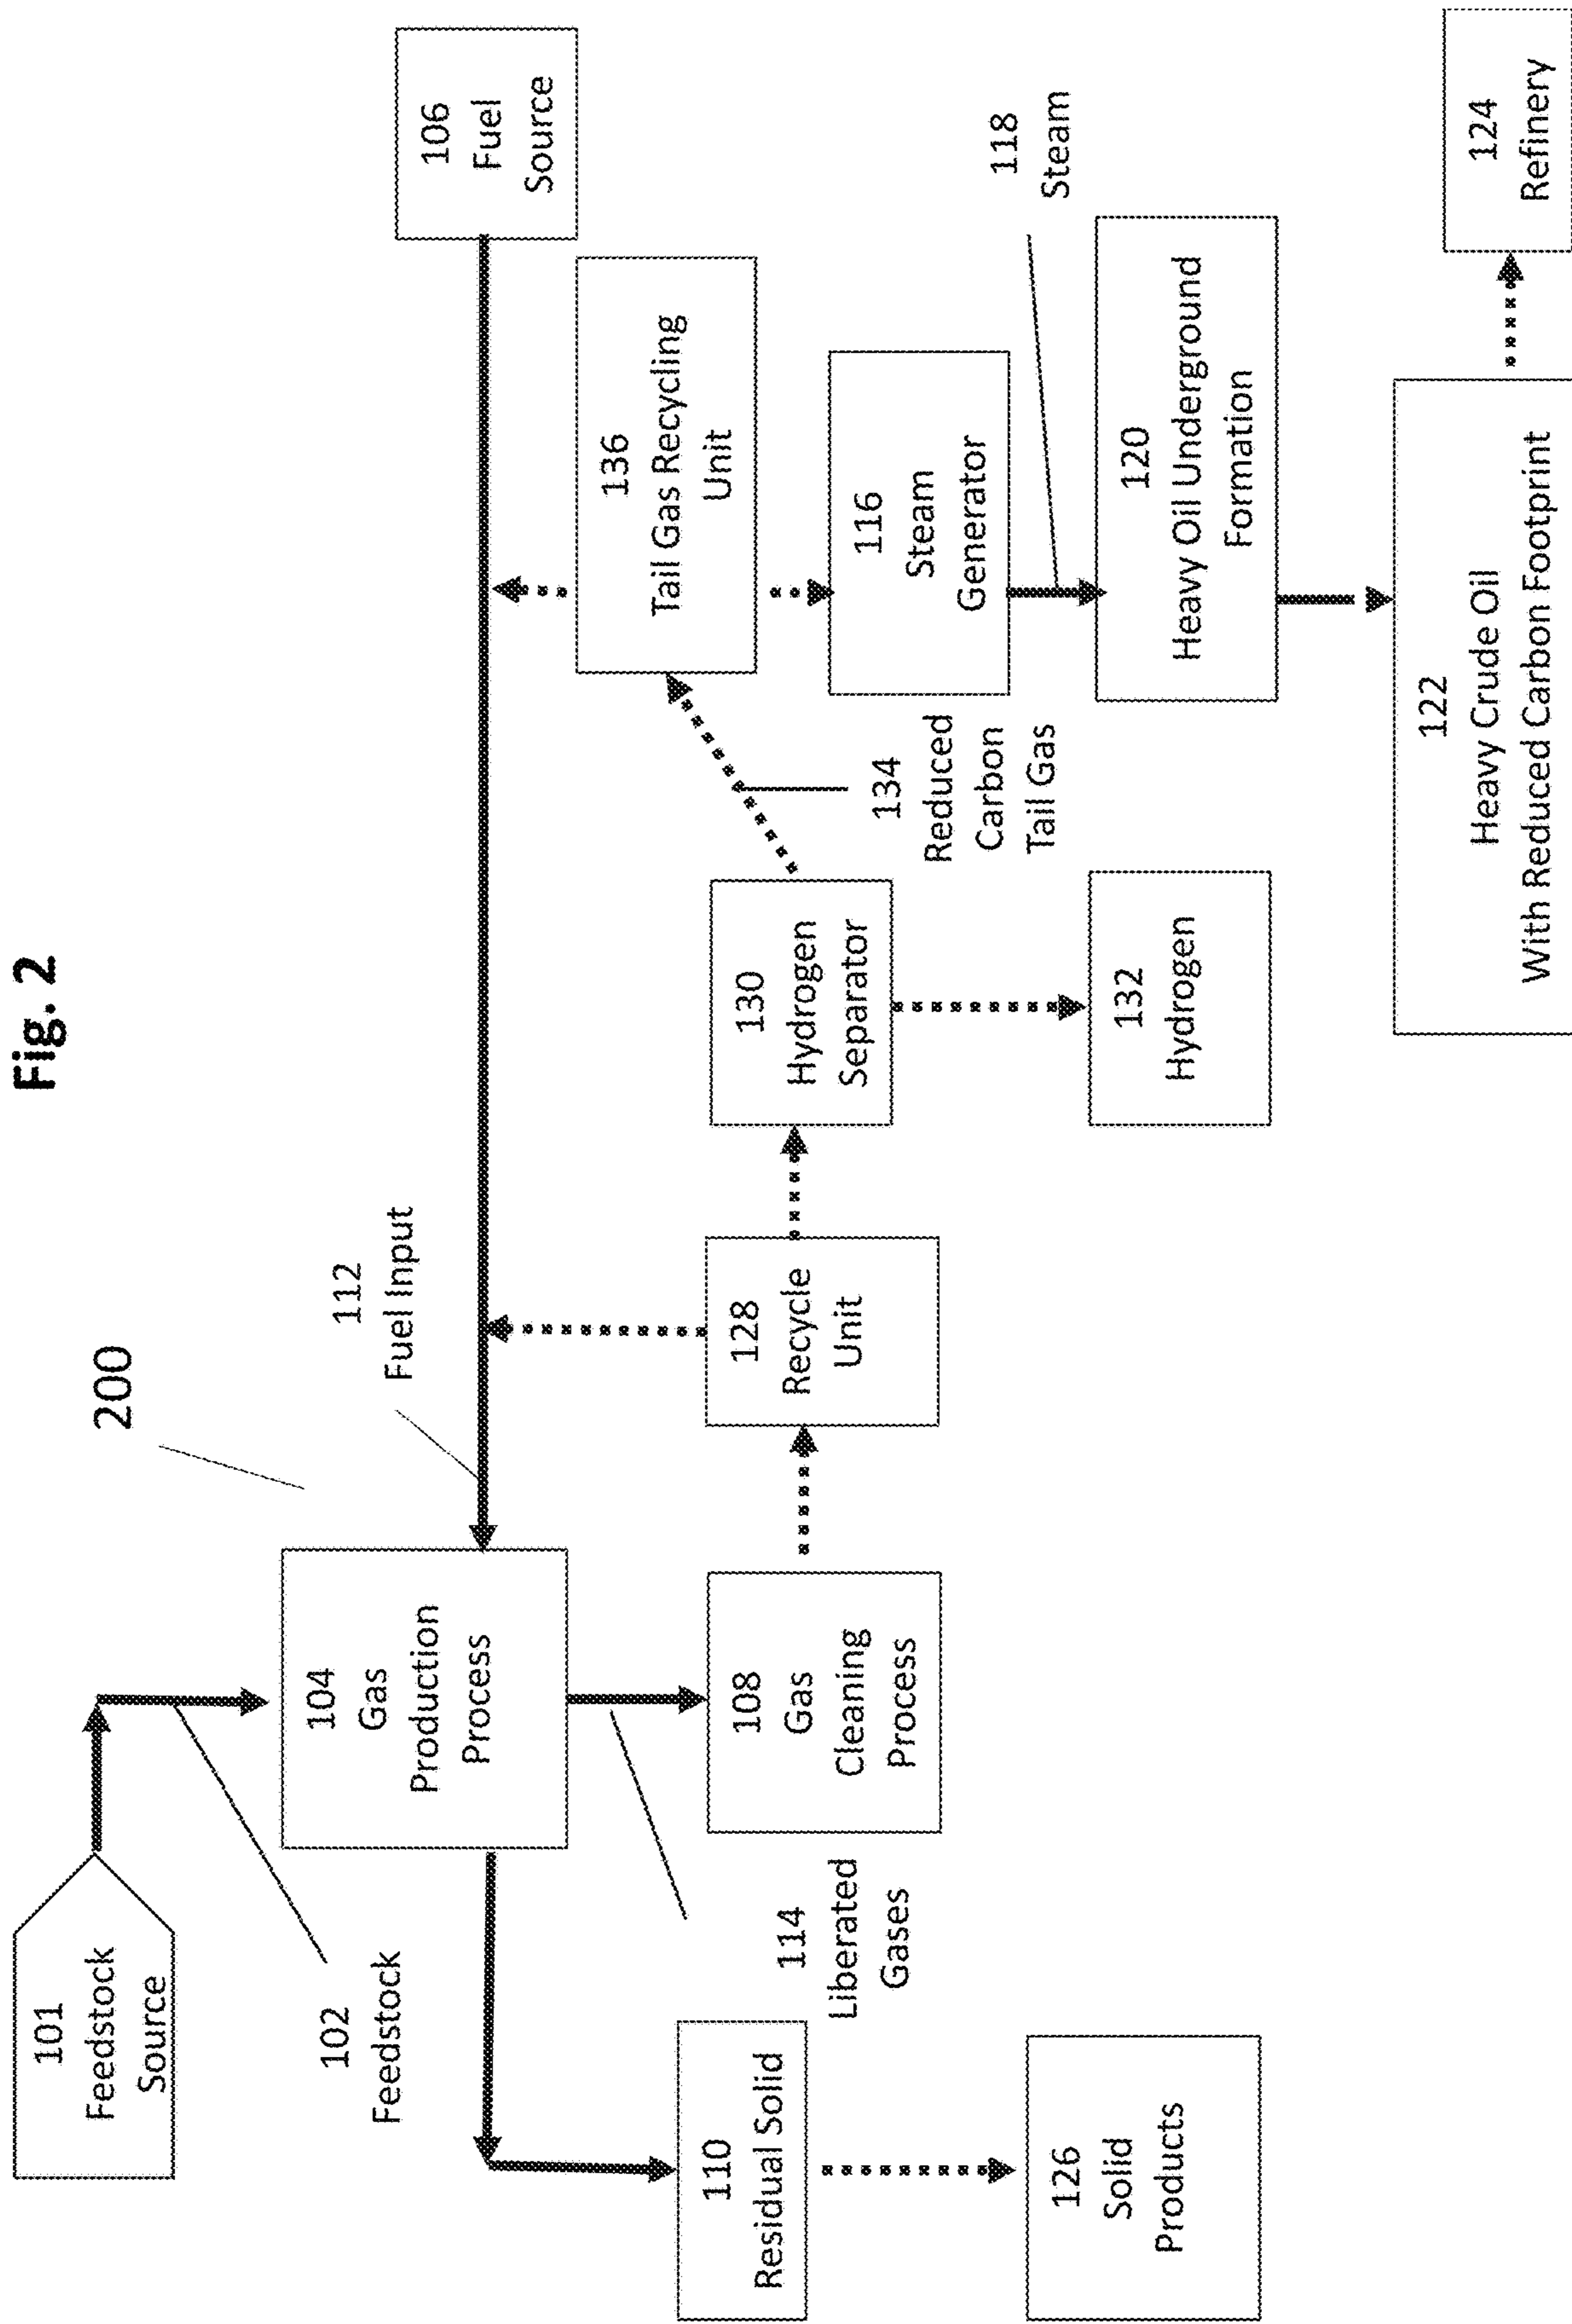 Fig. 2
200
101
Feedstock
Source
102
Feedstock
104
Gas
Production
Process
112
Fuel Input
106
Fuel
Source
110
Residual Solid
126
Solid
Products
114
Liberated
Gases
108
Gas
Cleaning
Process
128
Recycle
Unit
130
Hydrogen
Separator
132
Hydrogen
134
Reduced
Carbon
Tail Gas
136
Tail Gas Recycling
Unit
116
Steam
Generator
118
Steam
120
Heavy Oil Underground
Formation
122
Heavy Crude Oil
With Reduced Carbon Footprint
124
Refinery